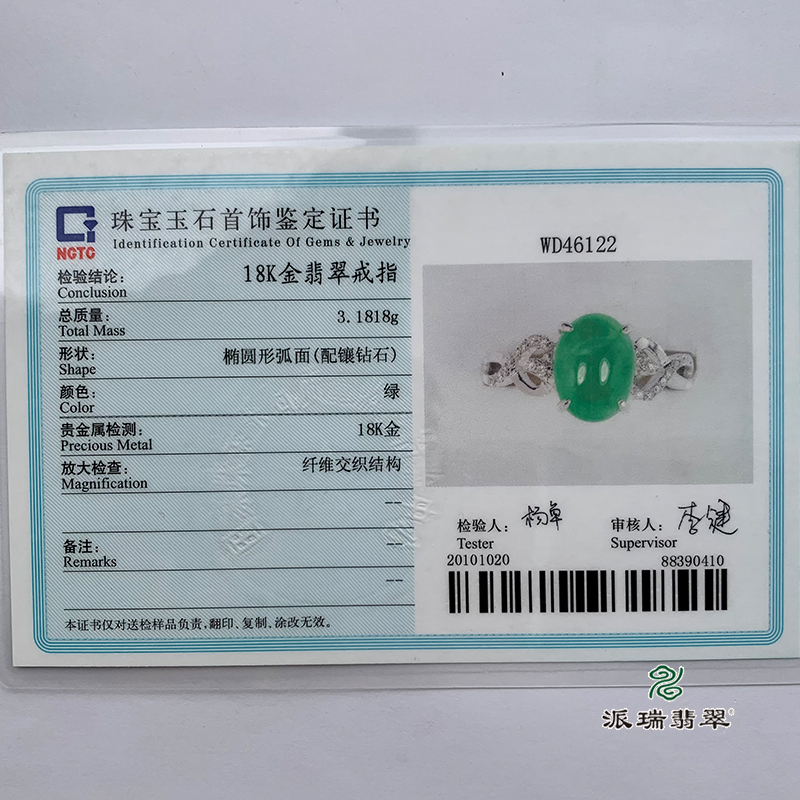 NGTC
珠宝玉石首饰鉴定证书
Identification Certificate Of Gems & Jewelry
检验结论: 18K金翡翠戒指
Conclusion
总质量: 3.1818g
Total Mass
形状: 椭圆形弧面(配镶钻石)
Shape
颜色: 绿
Color
贵金属检测: 18K金
Precious Metal
放大检查: 纤维交织结构
Magnification
--
备注: --
Remarks
--
本证书仅对送检样品负责,翻印、复制、涂改无效。
WD46122
检验人: 杨卓
Tester
审核人: 李健
Supervisor
20101020 88390410
派瑞翡翠